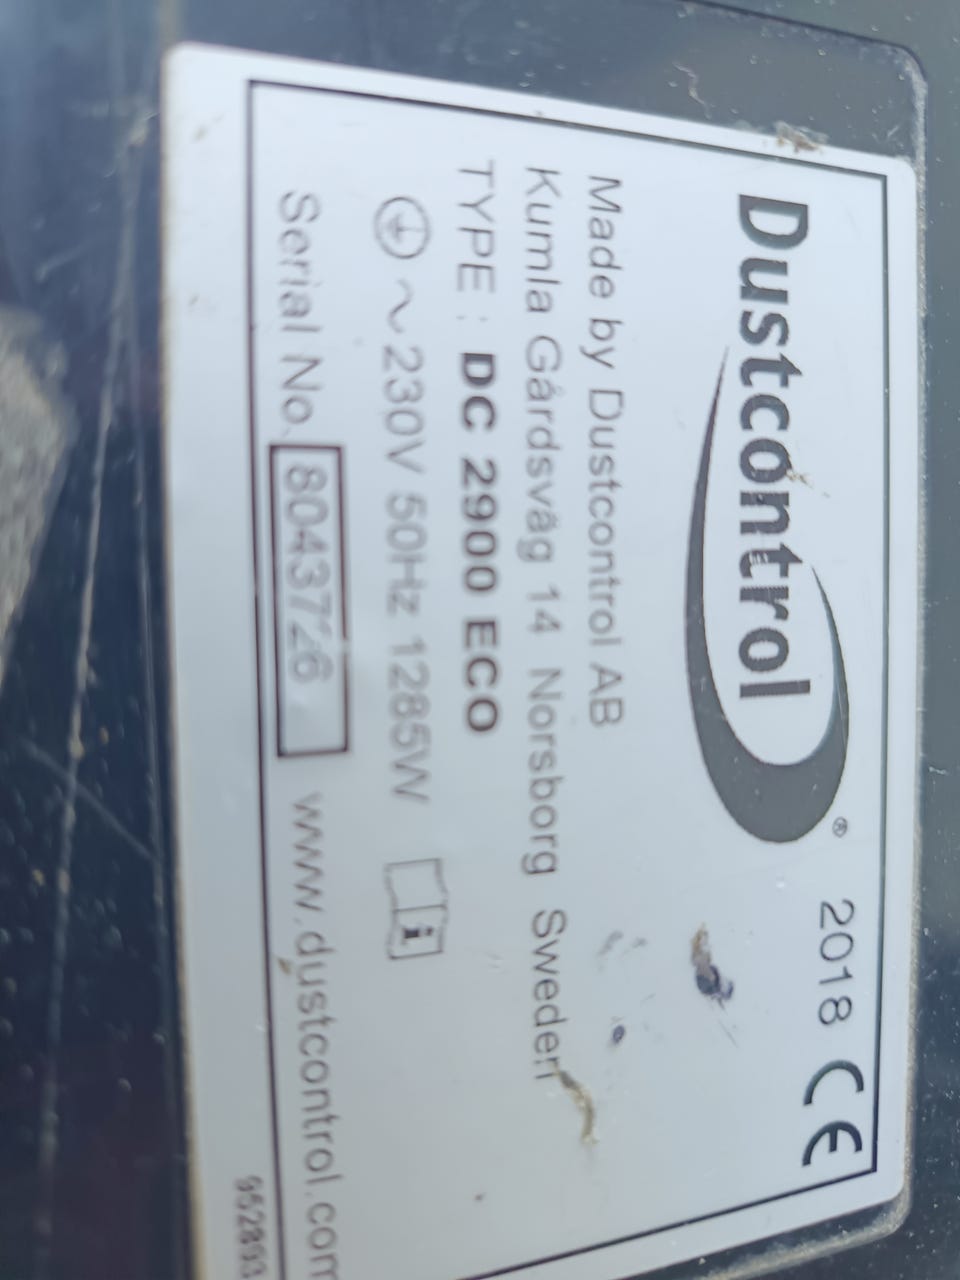 Dustcontrol® 2018 CE
Made by Dustcontrol AB
Kumla Gårdsväg 14 Norsborg Sweden
TYPE : DC 2900 ECO
~230V 50Hz 1285W i
Serial No. 8043726 www.dustcontrol.com